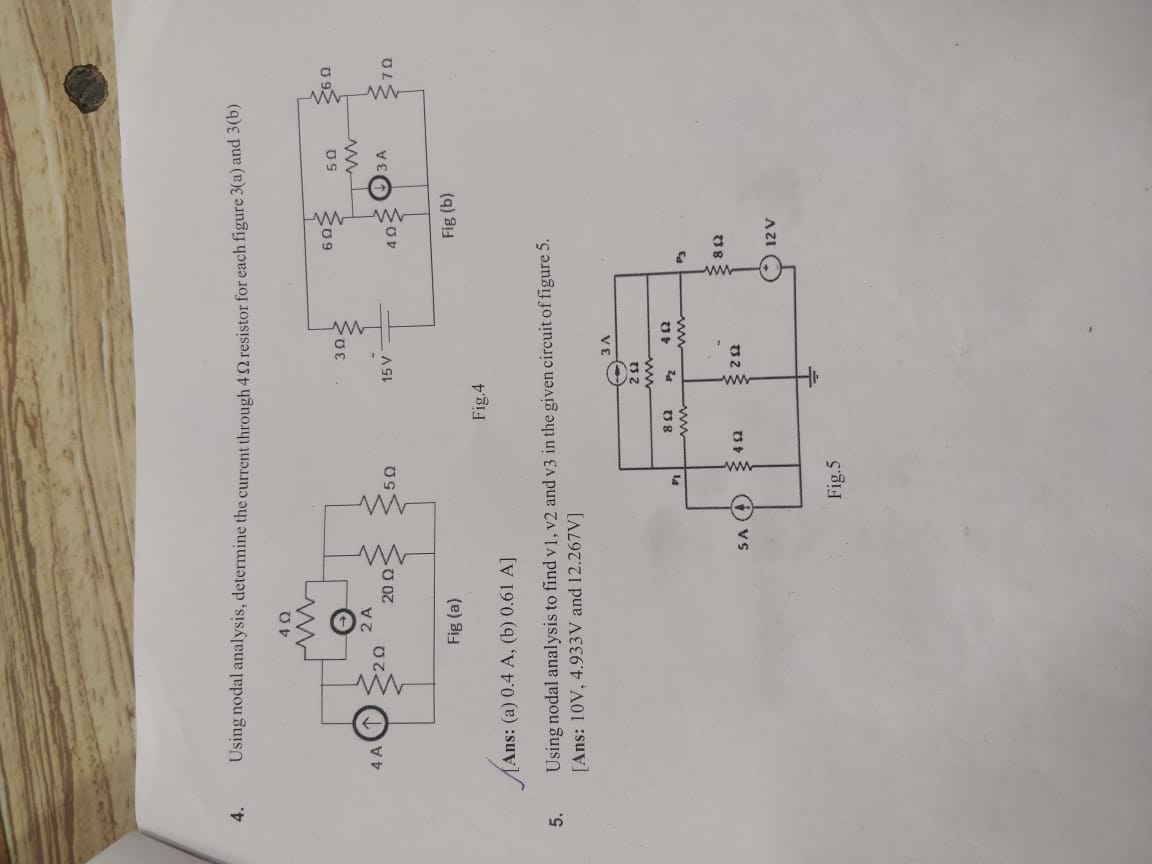 4. Using nodal analysis, determine the current through 4 Ω resistor for each figure 3(a) and 3(b)
4 Ω
4 A
2 Ω
2 A
20 Ω
5 Ω
Fig (a)
3 Ω
15 V
6 Ω
5 Ω
6 Ω
4 Ω
3 A
7 Ω
Fig (b)
Fig.4
[Ans: (a) 0.4 A, (b) 0.61 A]
5. Using nodal analysis to find v1, v2 and v3 in the given circuit of figure 5.
[Ans: 10V, 4.933V and 12.267V]
3 A
2 Ω
v1
8 Ω
v2
4 Ω
v3
5 A
4 Ω
2 Ω
8 Ω
12 V
Fig.5